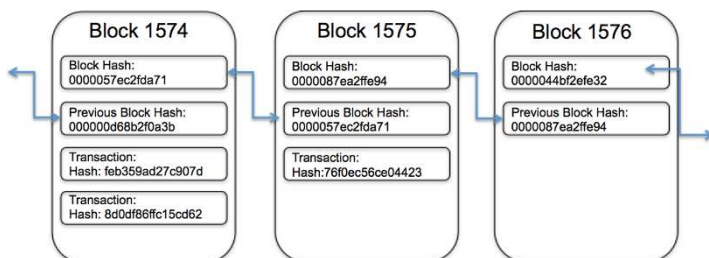 Block 1574
Block Hash:
0000057ec2fda71
Previous Block Hash:
000000d68b2f0a3b
Transaction:
Hash: feb359ad27c907d
Transaction:
Hash: 8d0df86ffc15cd62
Block 1575
Block Hash:
0000087ea2ffe94
Previous Block Hash:
0000057ec2fda71
Transaction:
Hash:76f0ec56ce04423
Block 1576
Block Hash:
0000044bf2efe32
Previous Block Hash:
0000087ea2ffe94